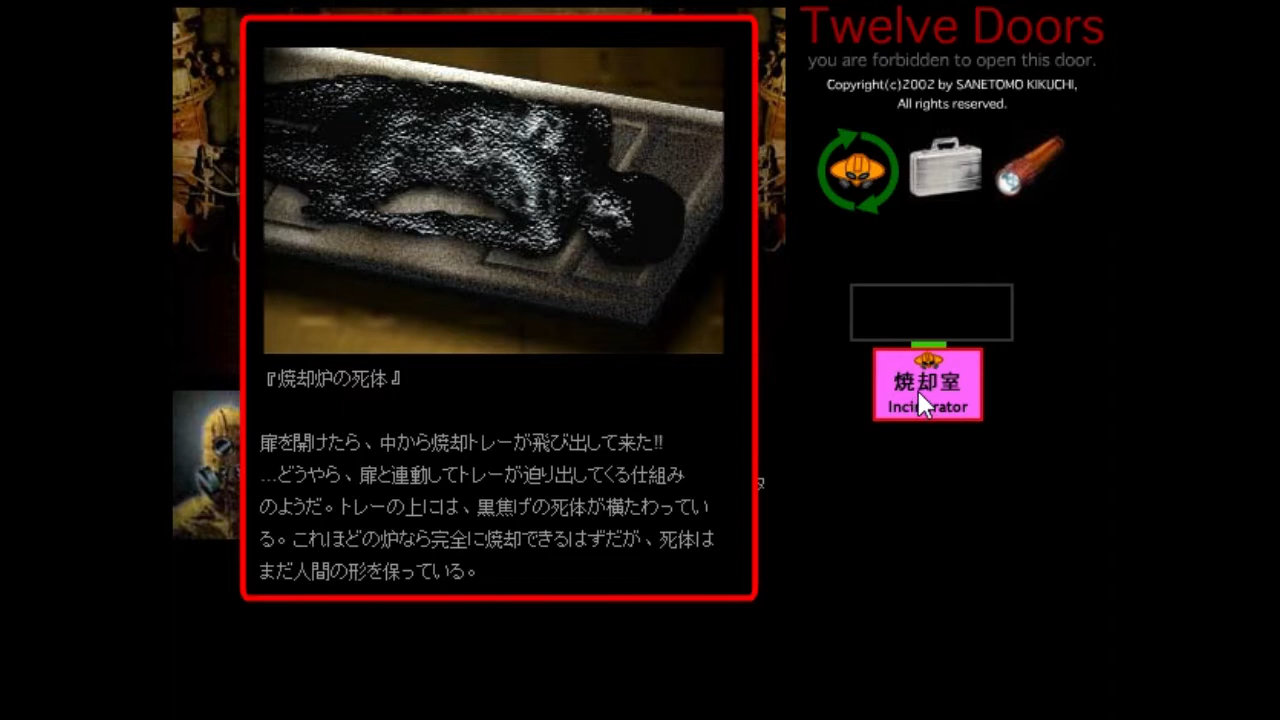 Twelve Doors
you are forbidden to open this door.
Copyright(c)2002 by SANETOMO KIKUCHI,
All rights reserved.
『焼却炉の死体』
扉を開けたら、中から焼却トレーが飛び出して来た!!
…どうやら、扉と連動してトレーが迫り出してくる仕組み
のようだ。トレーの上には、黒焦げの死体が横たわってい
る。これほどの炉なら完全に焼却できるはずだが、死体は
まだ人間の形を保っている。
焼却室